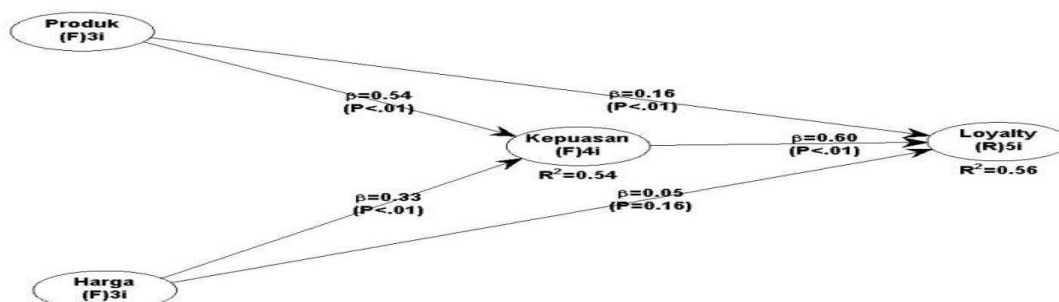 Produk
(F)3i
β=0.54
(P<.01)
β=0.16
(P<.01)
Kepuasan
(F)4i
R²=0.54
β=0.60
(P<.01)
Loyalty
(R)5i
R²=0.56
β=0.33
(P<.01)
β=0.05
(P=0.16)
Harga
(F)3i